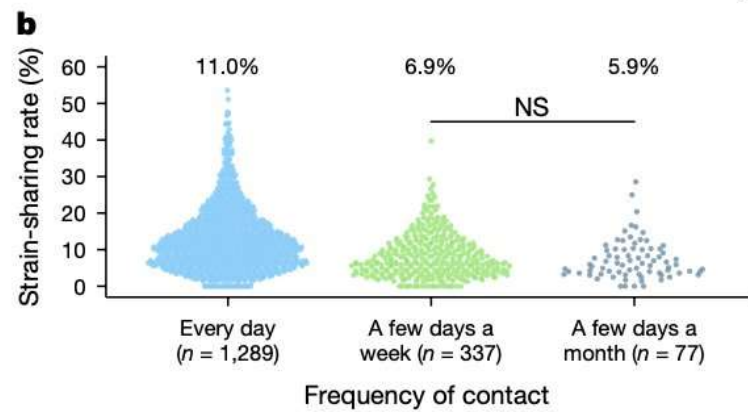 b
Strain-sharing rate (%)
60
50
40
30
20
10
0
11.0%
6.9%
5.9%
NS
Every day
(n = 1,289)
A few days a
week (n = 337)
A few days a
month (n = 77)
Frequency of contact